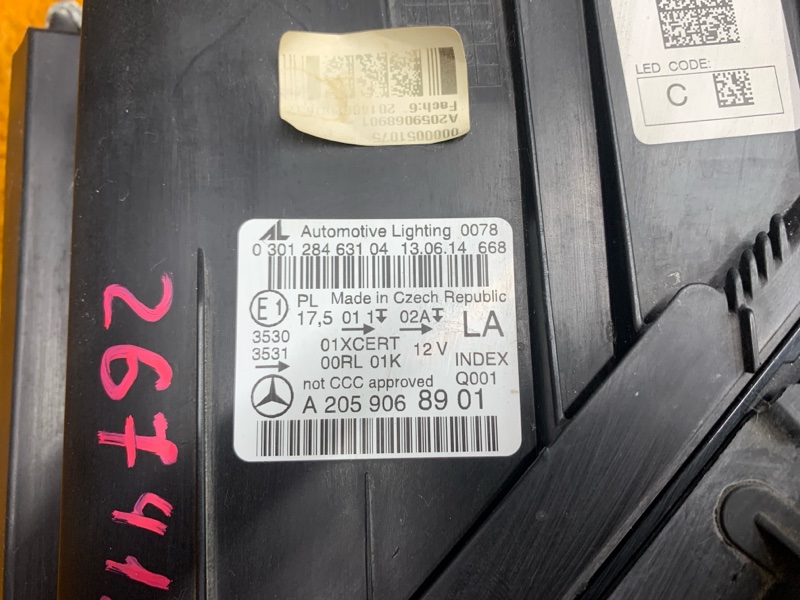 LED CODE:
C
0000051075
A2059068901
Fach:6
AL Automotive Lighting 0078
0 301 284 631 04 13.06.14 668
E1 PL Made in Czech Republic
17,5 01 1 02A LA
3530
3531
01XCERT 12 V
00RL 01K INDEX
not CCC approved Q001
A 205 906 89 01